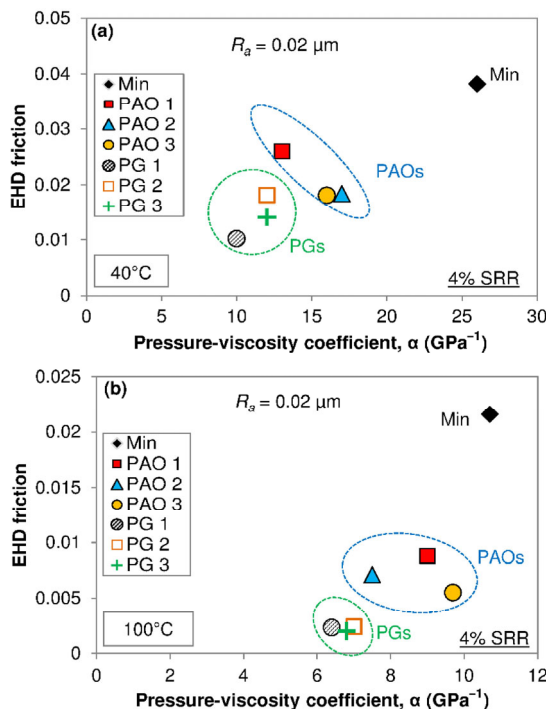 (a)
Rₐ = 0.02 µm
Min
PAO 1
PAO 2
PAO 3
PG 1
PG 2
PG 3
Min
PAOs
PGs
40°C
4% SRR
EHD friction
0.05
0.04
0.03
0.02
0.01
0
0 5 10 15 20 25 30
Pressure-viscosity coefficient, α (GPa⁻¹)
(b)
Rₐ = 0.02 µm
Min
PAO 1
PAO 2
PAO 3
PG 1
PG 2
PG 3
Min
PAOs
PGs
100°C
4% SRR
EHD friction
0.025
0.02
0.015
0.01
0.005
0
0 2 4 6 8 10 12
Pressure-viscosity coefficient, α (GPa⁻¹)